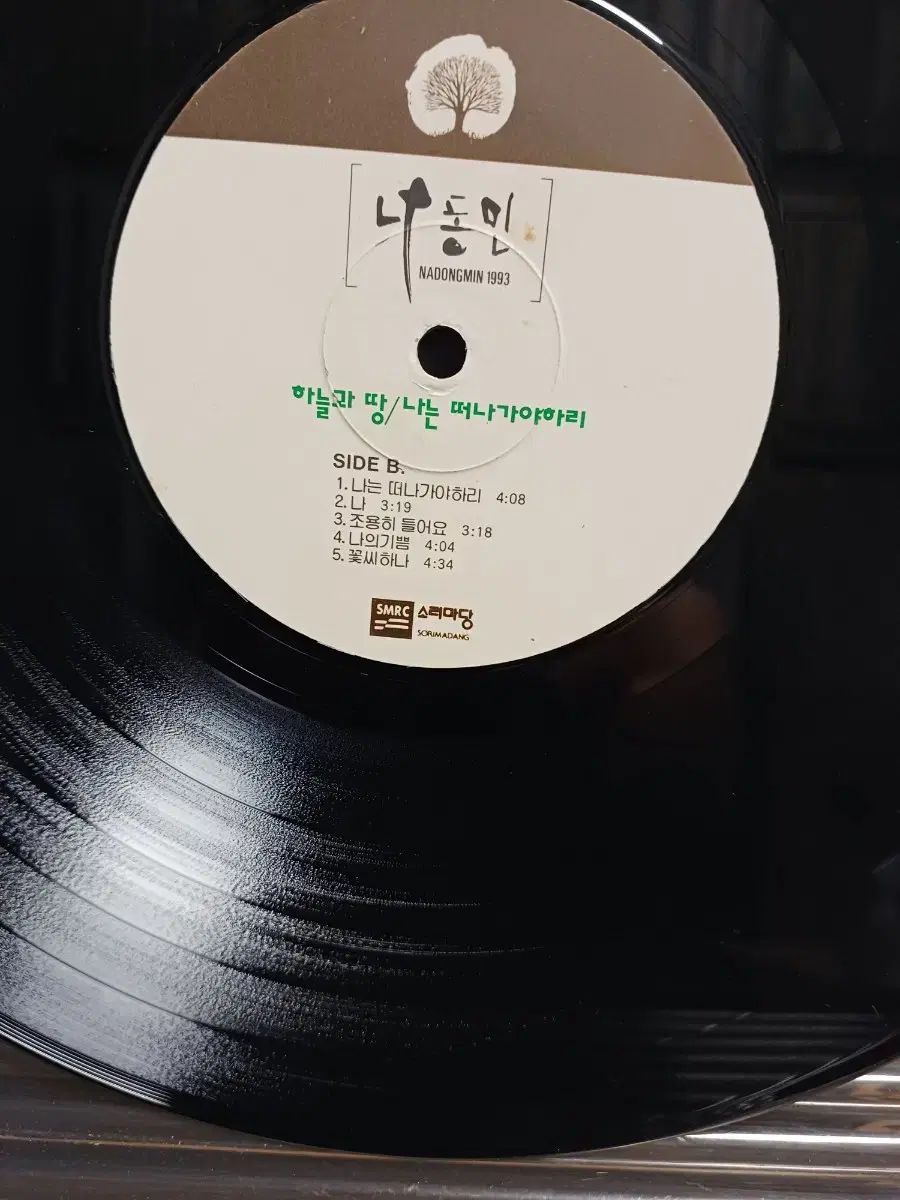 나동민
NADONGMIN 1993
하늘과 땅/나는 떠나가야하리
SIDE B.
1. 나는 떠나가야하리 4:08
2. 나 3:19
3. 조용히 들어요 3:18
4. 나의기쁨 4:04
5. 꽃씨하나 4:34
SMRC 소리마당
SORIMADANG